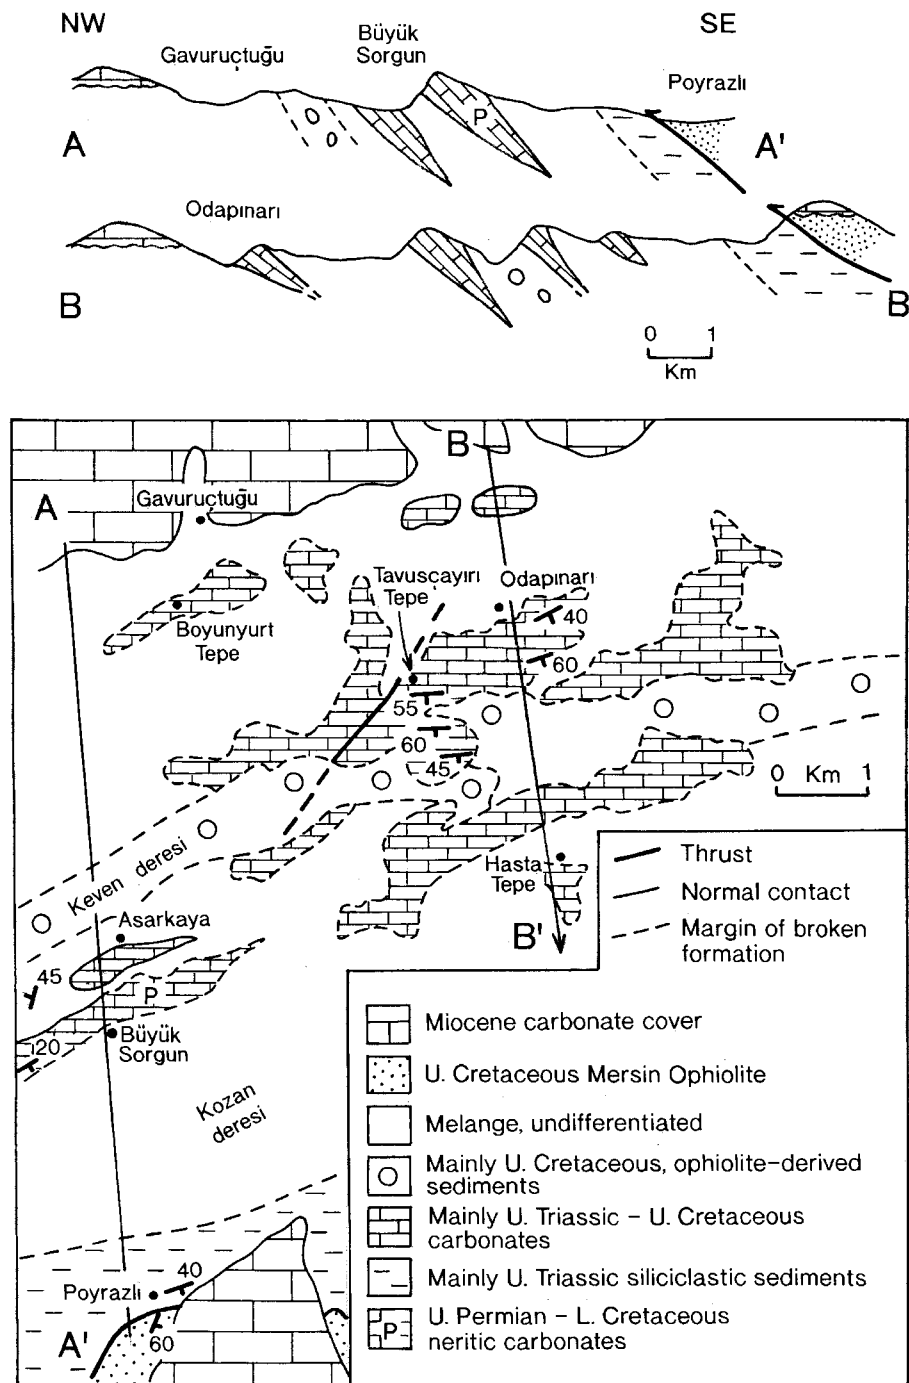 NW
SE
Gavuruçtuğu
Büyük
Sorgun
Poyrazlı
P
A
A'
Odapınarı
B
B
0 1
Km
B
A
Gavuruçtuğu
Tavusçayırı
Tepe
Odapınarı
40
Boyunyurt
Tepe
60
55
60
45
0 Km 1
Keven deresi
Hasta
Tepe
B'
Asarkaya
45
P
Büyük
Sorgun
20
Kozan
deresi
Poyrazlı
40
A'
60
Thrust
Normal contact
Margin of broken
formation
Miocene carbonate cover
U. Cretaceous Mersin Ophiolite
Melange, undifferentiated
Mainly U. Cretaceous, ophiolite-derived
sediments
Mainly U. Triassic – U. Cretaceous
carbonates
Mainly U. Triassic siliciclastic sediments
P
U. Permian – L. Cretaceous
neritic carbonates